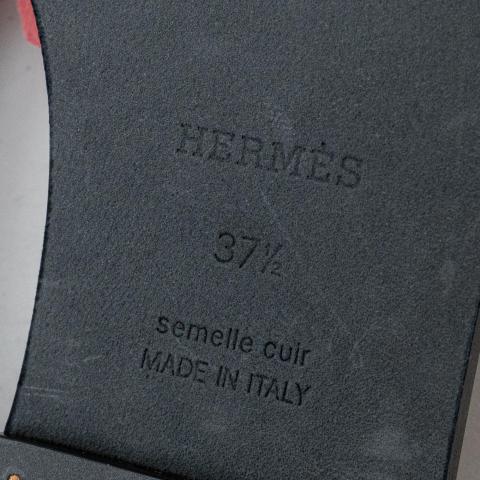 HERMÈS
37½
semelle cuir
MADE IN ITALY